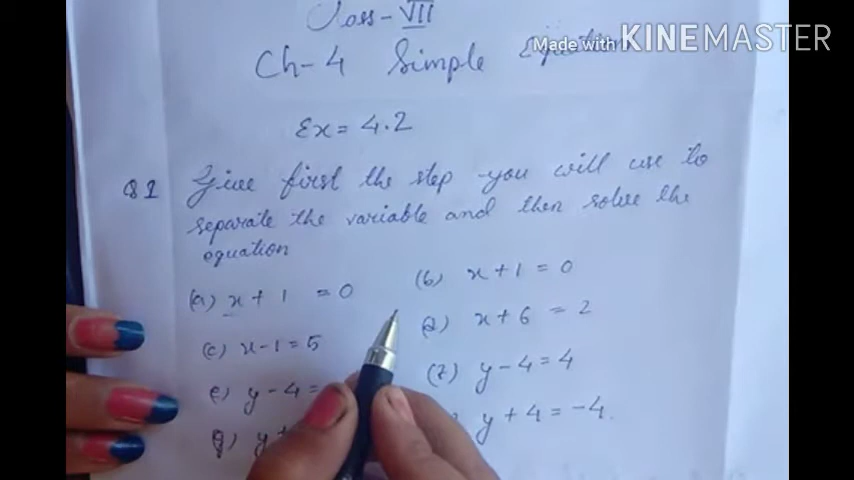 Class - VII
Made with KINEMASTER
Ch-4 Simple Equation
Ex = 4.2
Q1 Give first the step you will use to
separate the variable and then solve the
equation
(a) x + 1 = 0 (b) x + 1 = 0
(c) x - 1 = 5 (d) x + 6 = 2
(e) y - 4 = (f) y - 4 = 4
(g) y + y + 4 = -4.